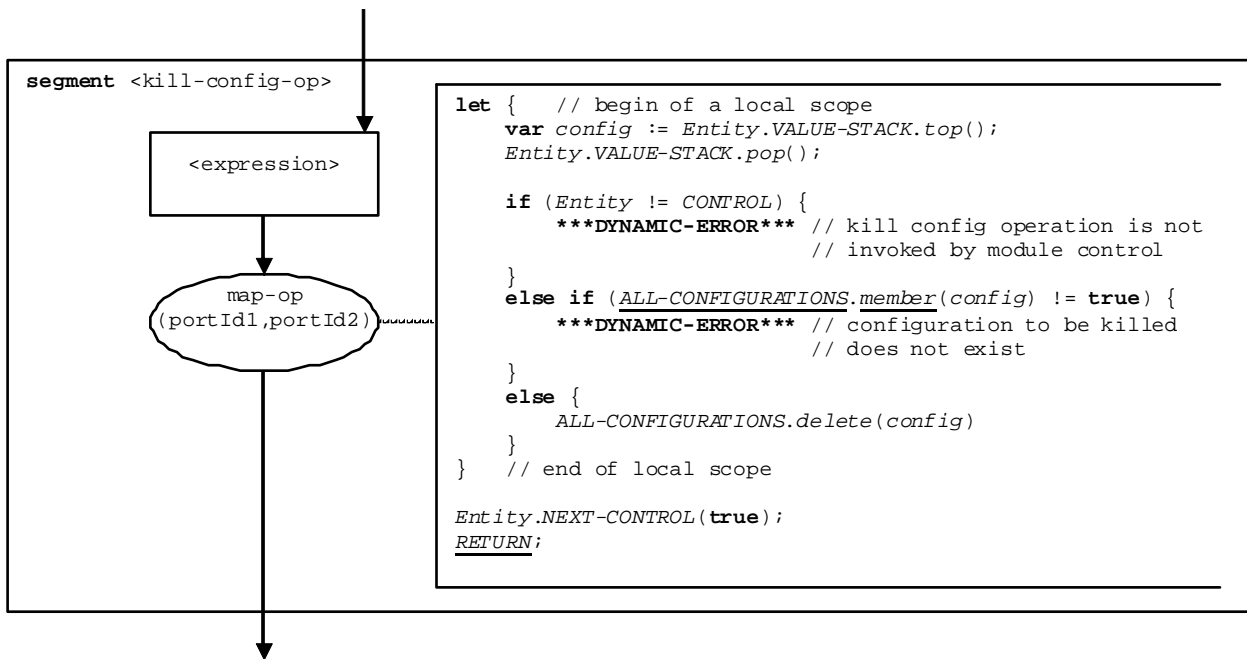 segment <kill-config-op>
<expression>
map-op
(portId1,portId2)
let {   // begin of a local scope
    var config := Entity.VALUE-STACK.top();
    Entity.VALUE-STACK.pop();
    if (Entity != CONTROL) {
        ***DYNAMIC-ERROR*** // kill config operation is not
                            // invoked by module control
    }
    else if (ALL-CONFIGURATIONS.member(config) != true) {
        ***DYNAMIC-ERROR*** // configuration to be killed
                            // does not exist
    }
    else {
        ALL-CONFIGURATIONS.delete(config)
    }
}   // end of local scope
Entity.NEXT-CONTROL(true);
RETURN;